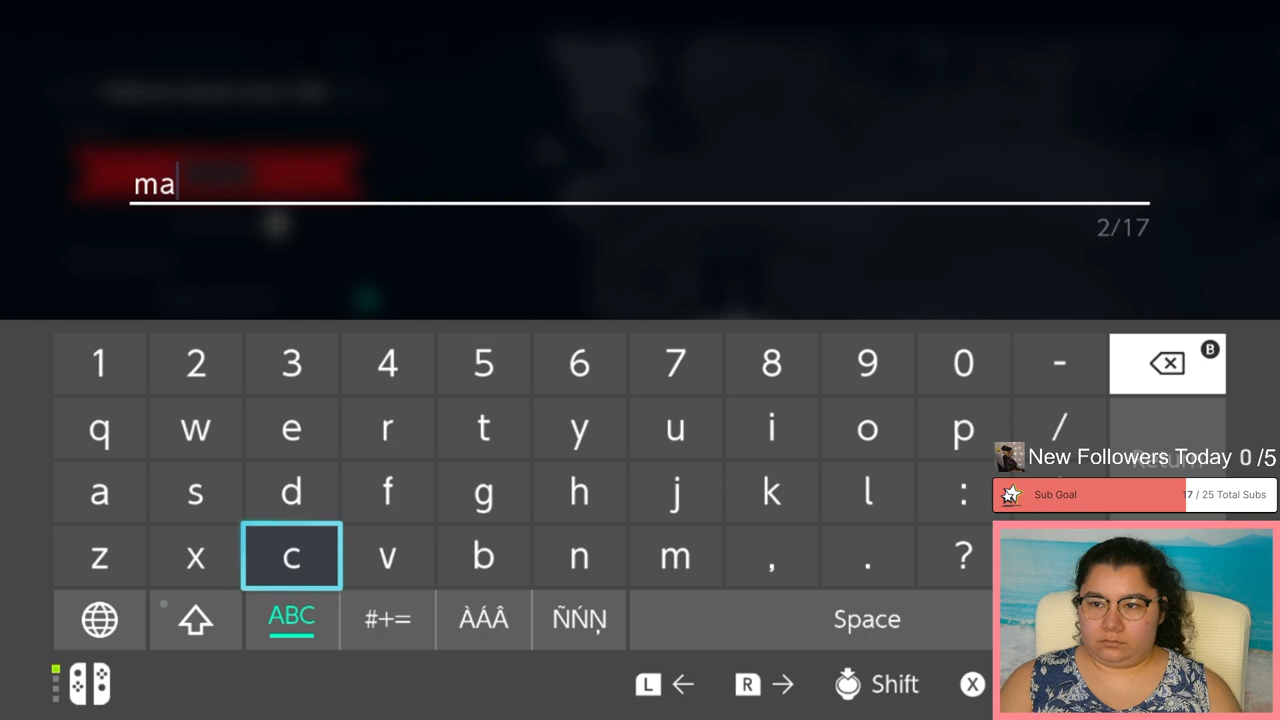 ma
2/17
1 2 3 4 5 6 7 8 9 0 -
B
q w e r t y u i o p /
New Followers Today 0 /5
a s d f g h j k l :
Sub Goal 17 / 25 Total Subs
z x c v b n m , . ?
ABC #+= ÀÁÂ ÑŃŅ Space
L ← R → Shift X